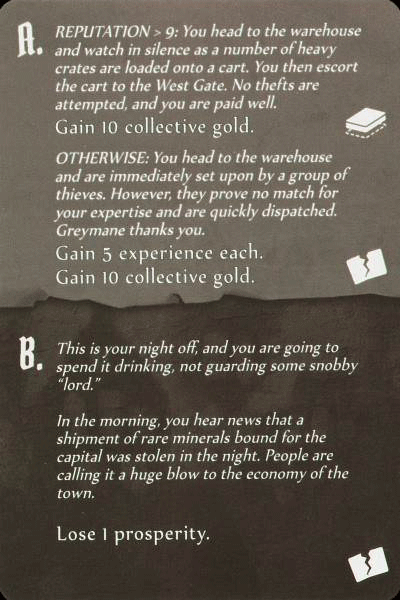 A.
REPUTATION > 9: You head to the warehouse
and watch in silence as a number of heavy
crates are loaded onto a cart. You then escort
the cart to the West Gate. No thefts are
attempted, and you are paid well.
Gain 10 collective gold.
OTHERWISE: You head to the warehouse
and are immediately set upon by a group of
thieves. However, they prove no match for
your expertise and are quickly dispatched.
Greymane thanks you.
Gain 5 experience each.
Gain 10 collective gold.
B.
This is your night off, and you are going to
spend it drinking, not guarding some snobby
“lord.”
In the morning, you hear news that a
shipment of rare minerals bound for the
capital was stolen in the night. People are
calling it a huge blow to the economy of the
town.
Lose 1 prosperity.